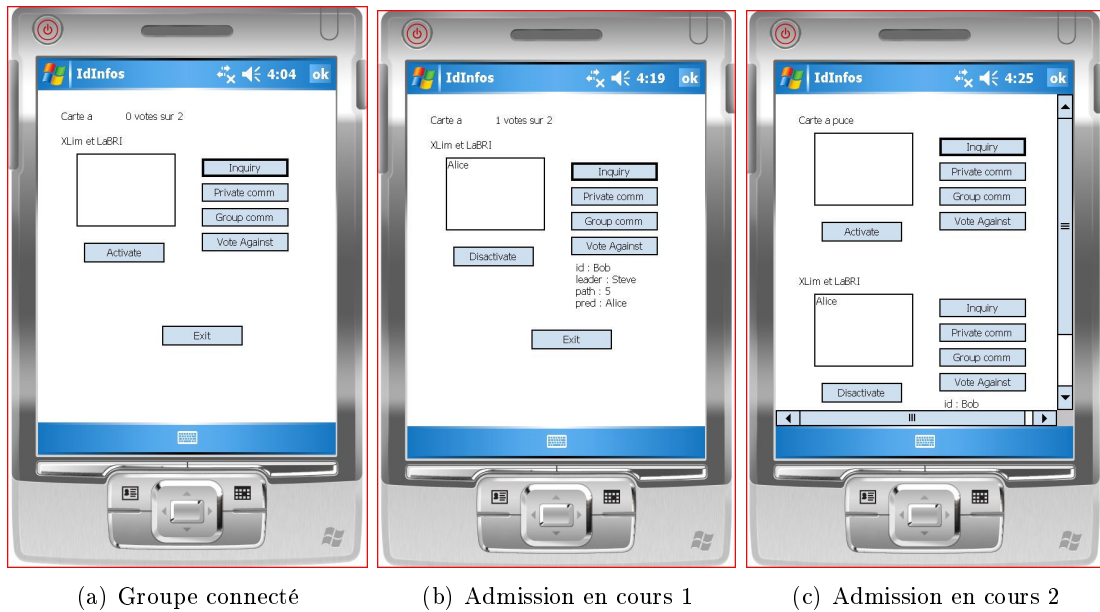 IdInfos 4:04 ok
Carte a 0 votes sur 2
XLim et LaBRI
Inquiry
Private comm
Group comm
Vote Against
Activate
Exit
(a) Groupe connecté
IdInfos 4:19 ok
Carte a 1 votes sur 2
XLim et LaBRI
Alice
Inquiry
Private comm
Group comm
Vote Against
Disactivate
id : Bob
leader : Steve
path : 5
pred : Alice
Exit
(b) Admission en cours 1
IdInfos 4:25 ok
Carte a puce
Inquiry
Private comm
Group comm
Vote Against
Activate
XLim et LaBRI
Alice
Inquiry
Private comm
Group comm
Vote Against
Disactivate
id : Bob
(c) Admission en cours 2